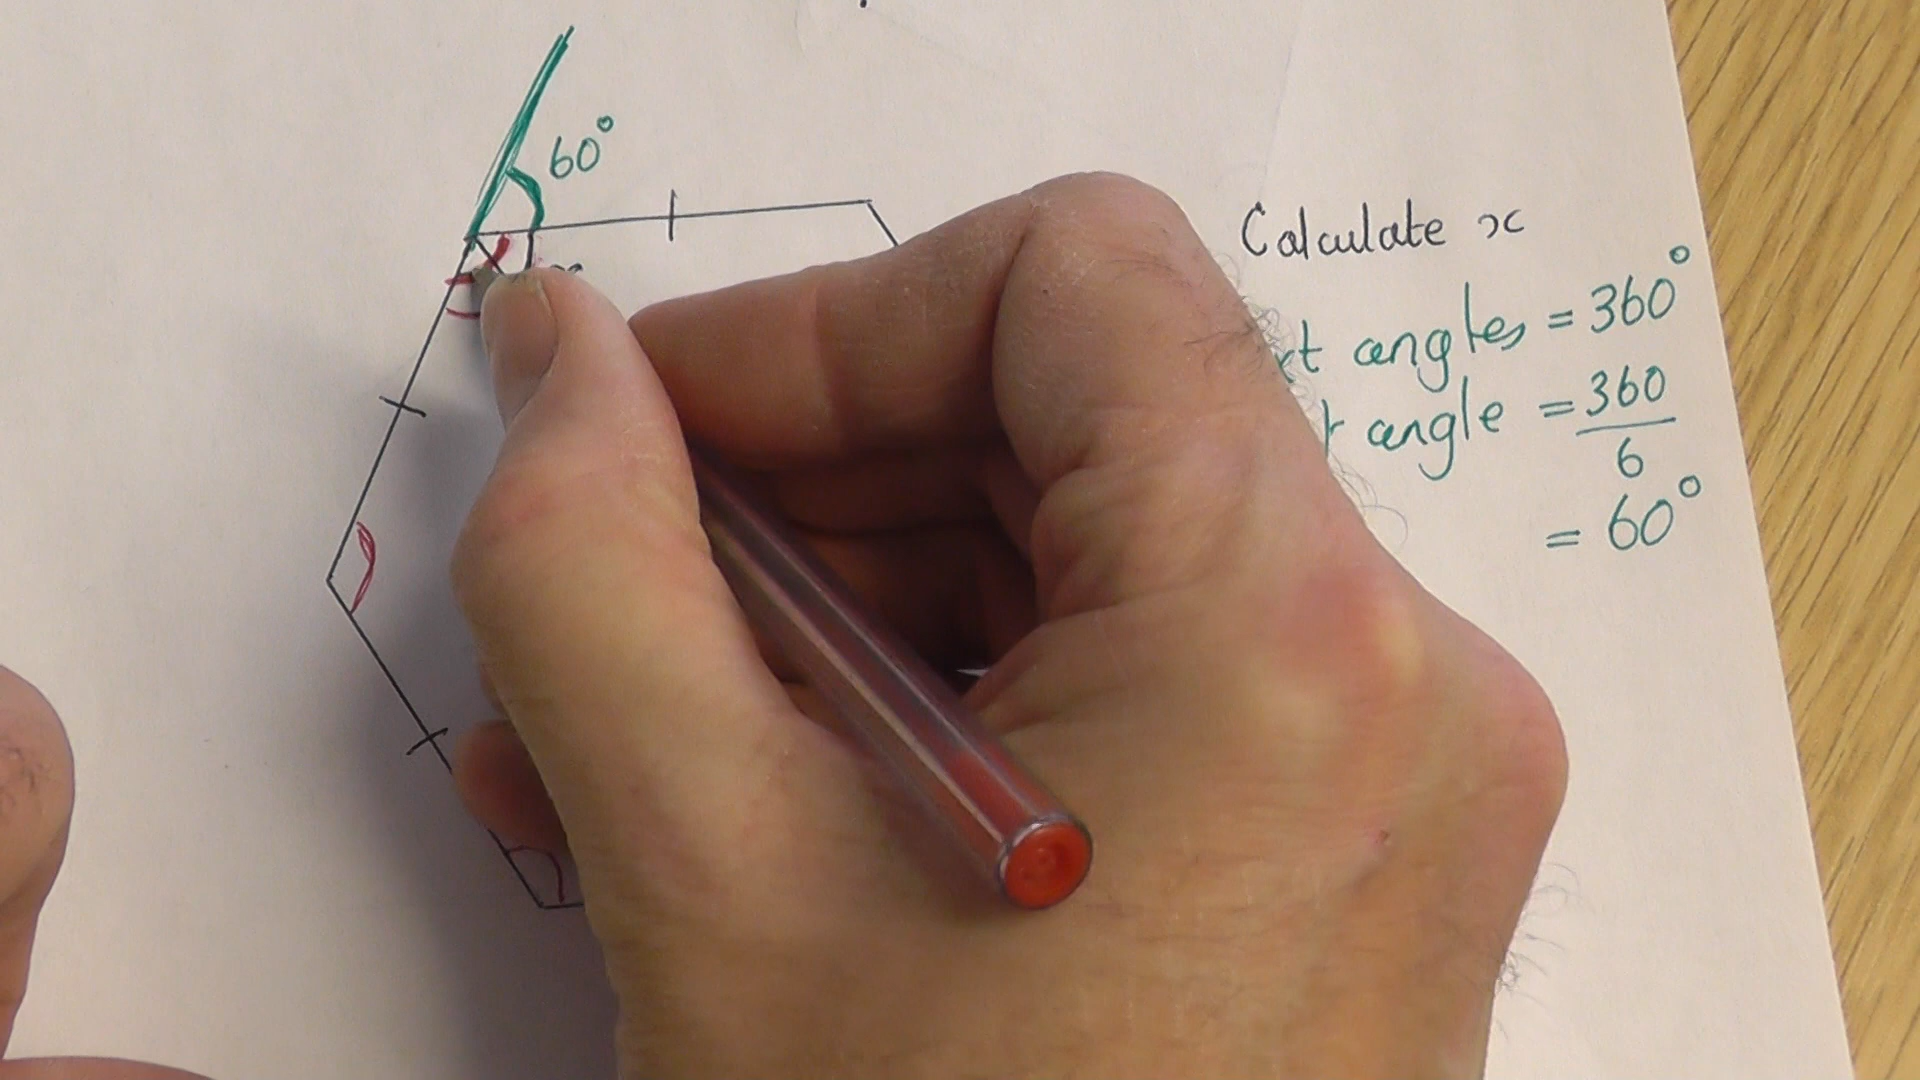 60°
Calculate x
angles = 360°
angle = 360
6
= 60°